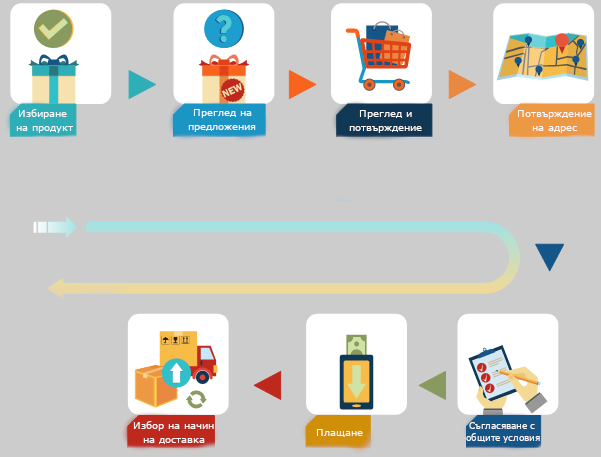 NEW
Избиране
на продукт
Преглед на
предложения
Преглед и
потвърждение
Потвърждение
на адрес
Съгласяване с
общите условия
Плащане
Избор на начин
на доставка